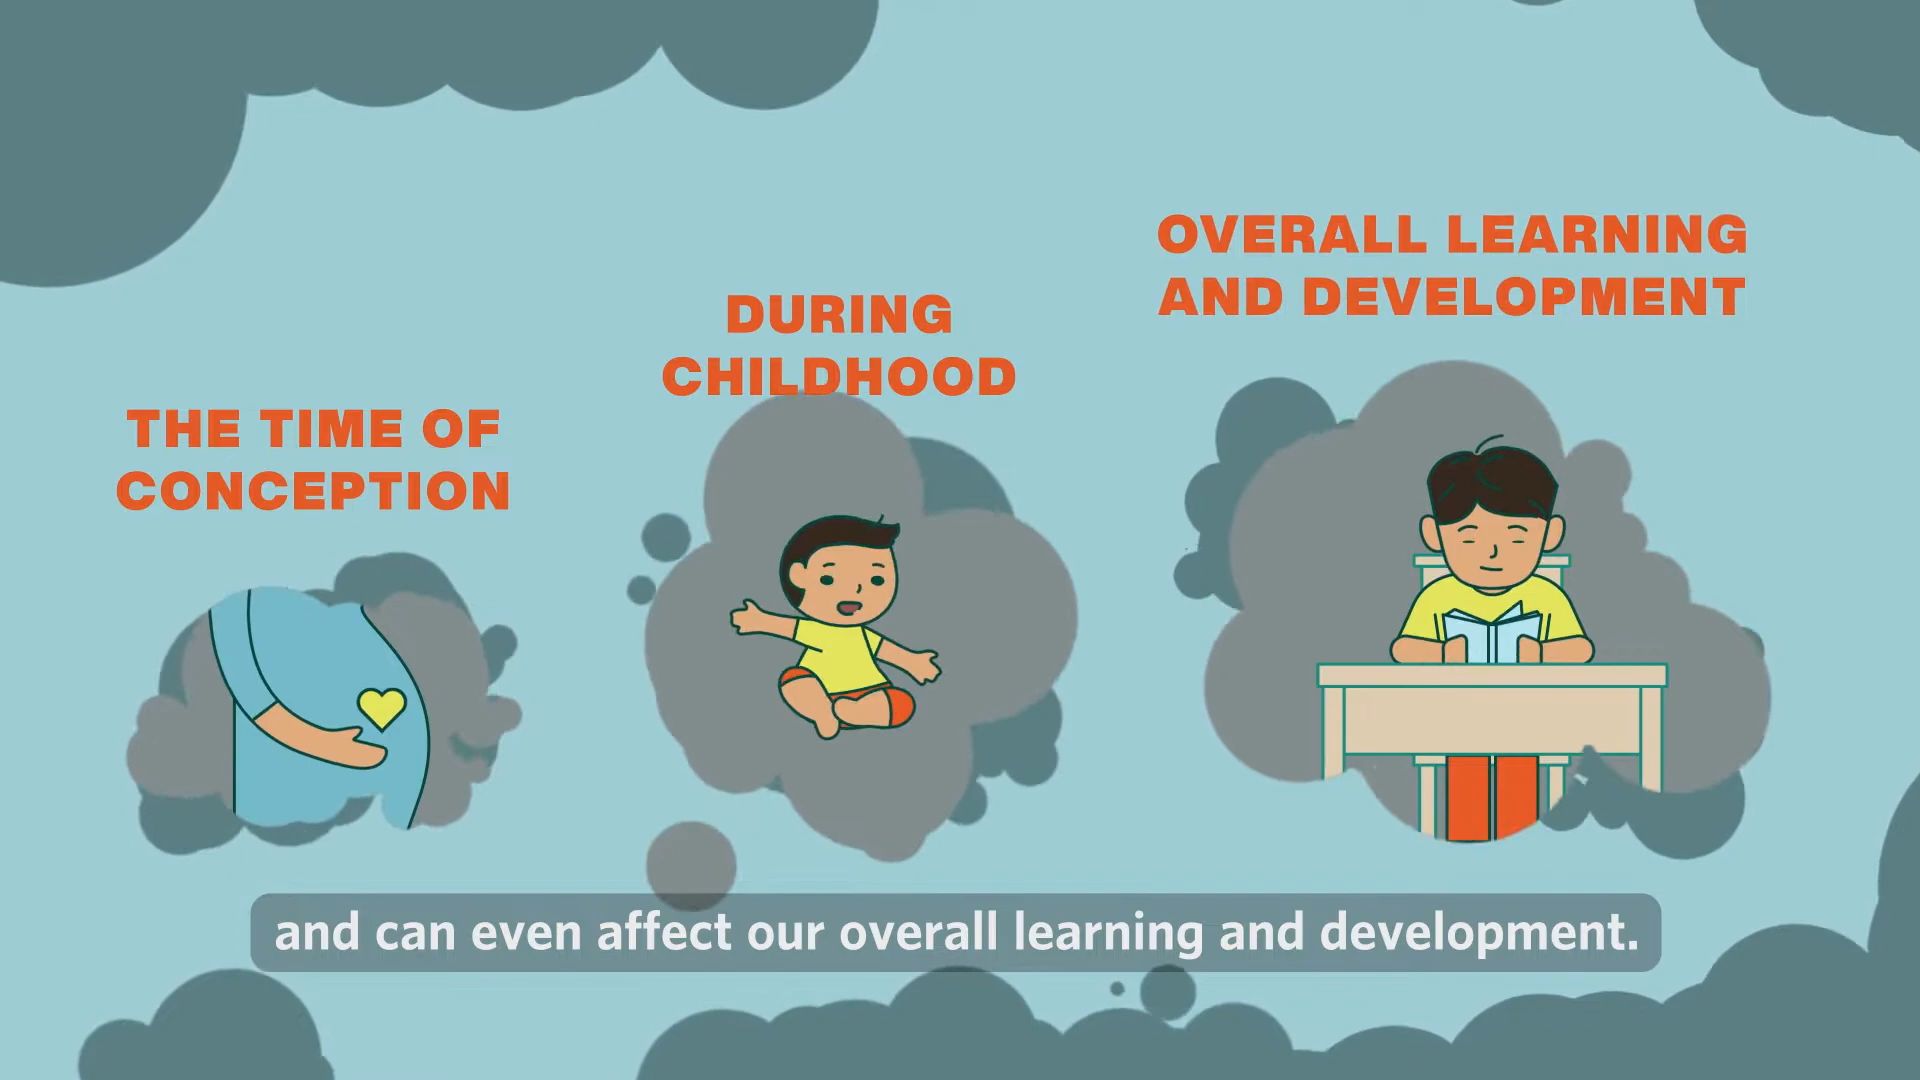 THE TIME OF
CONCEPTION
DURING
CHILDHOOD
OVERALL LEARNING
AND DEVELOPMENT
and can even affect our overall learning and development.